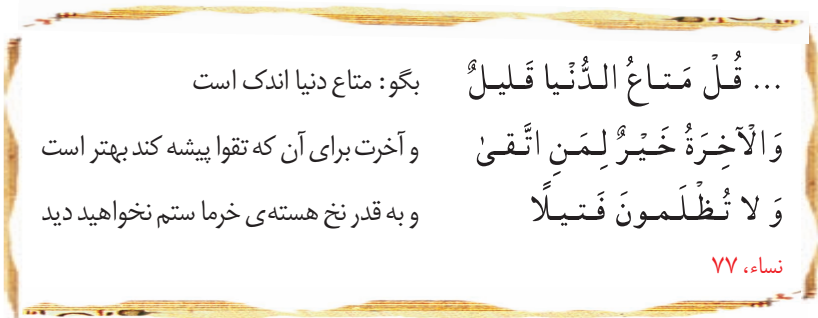 ... قُلْ مَتاعُ الدُّنْيا قَليلٌ بگو: متاع دنیا اندک است
وَالْآخِرَةُ خَيْرٌ لِمَنِ اتَّقىٰ و آخرت برای آن که تقوا پیشه کند بهتر است
وَ لا تُظْلَمونَ فَتيلًا و به قدر نخ هسته‌ی خرما ستم نخواهید دید
نساء، ۷۷